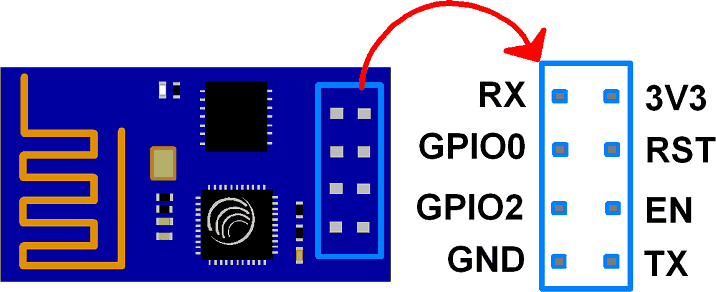 RX 3V3
GPIO0 RST
GPIO2 EN
GND TX